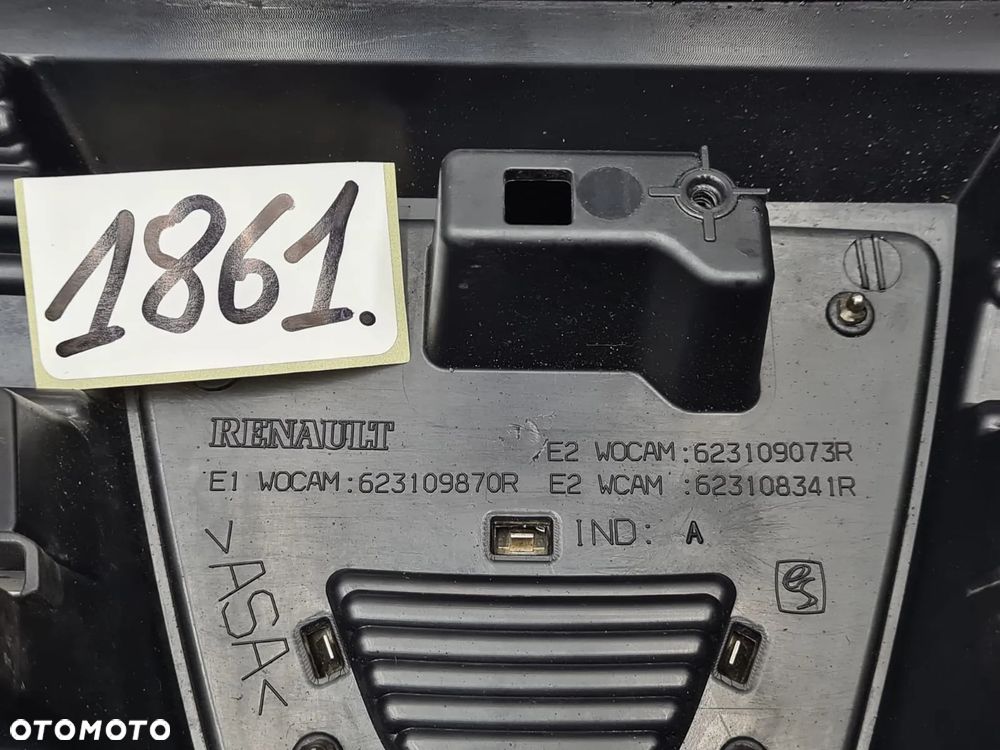 1861.
RENAULT
E2 WOCAM :623109073R
E1 WOCAM :623109870R E2 WCAM :623108341R
IND: A
>ASA<
OTOMOTO